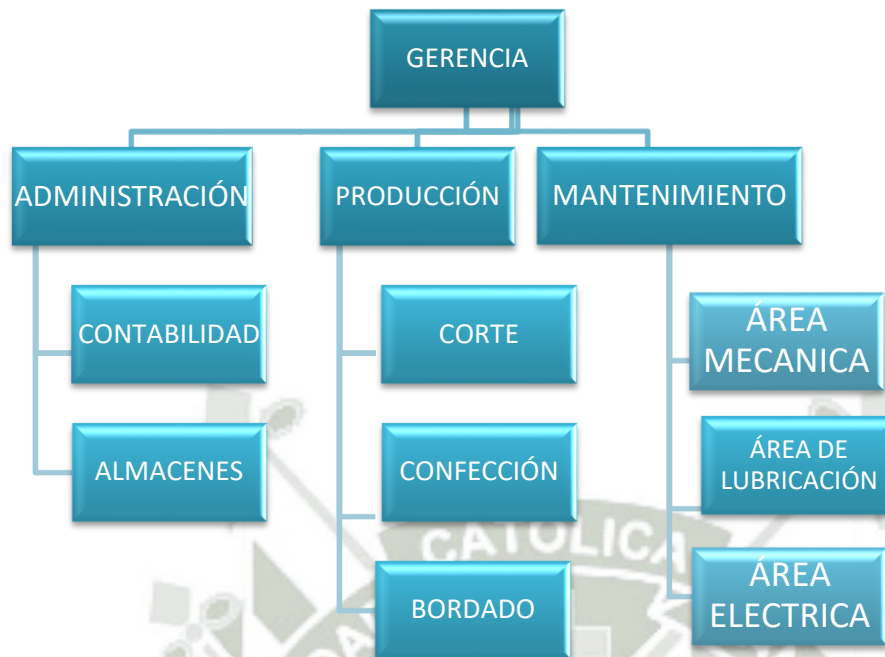 GERENCIA
ADMINISTRACIÓN
PRODUCCIÓN
MANTENIMIENTO
CONTABILIDAD
CORTE
ÁREA
MECANICA
ALMACENES
CONFECCIÓN
ÁREA DE
LUBRICACIÓN
BORDADO
ÁREA
ELECTRICA
CATOLICA